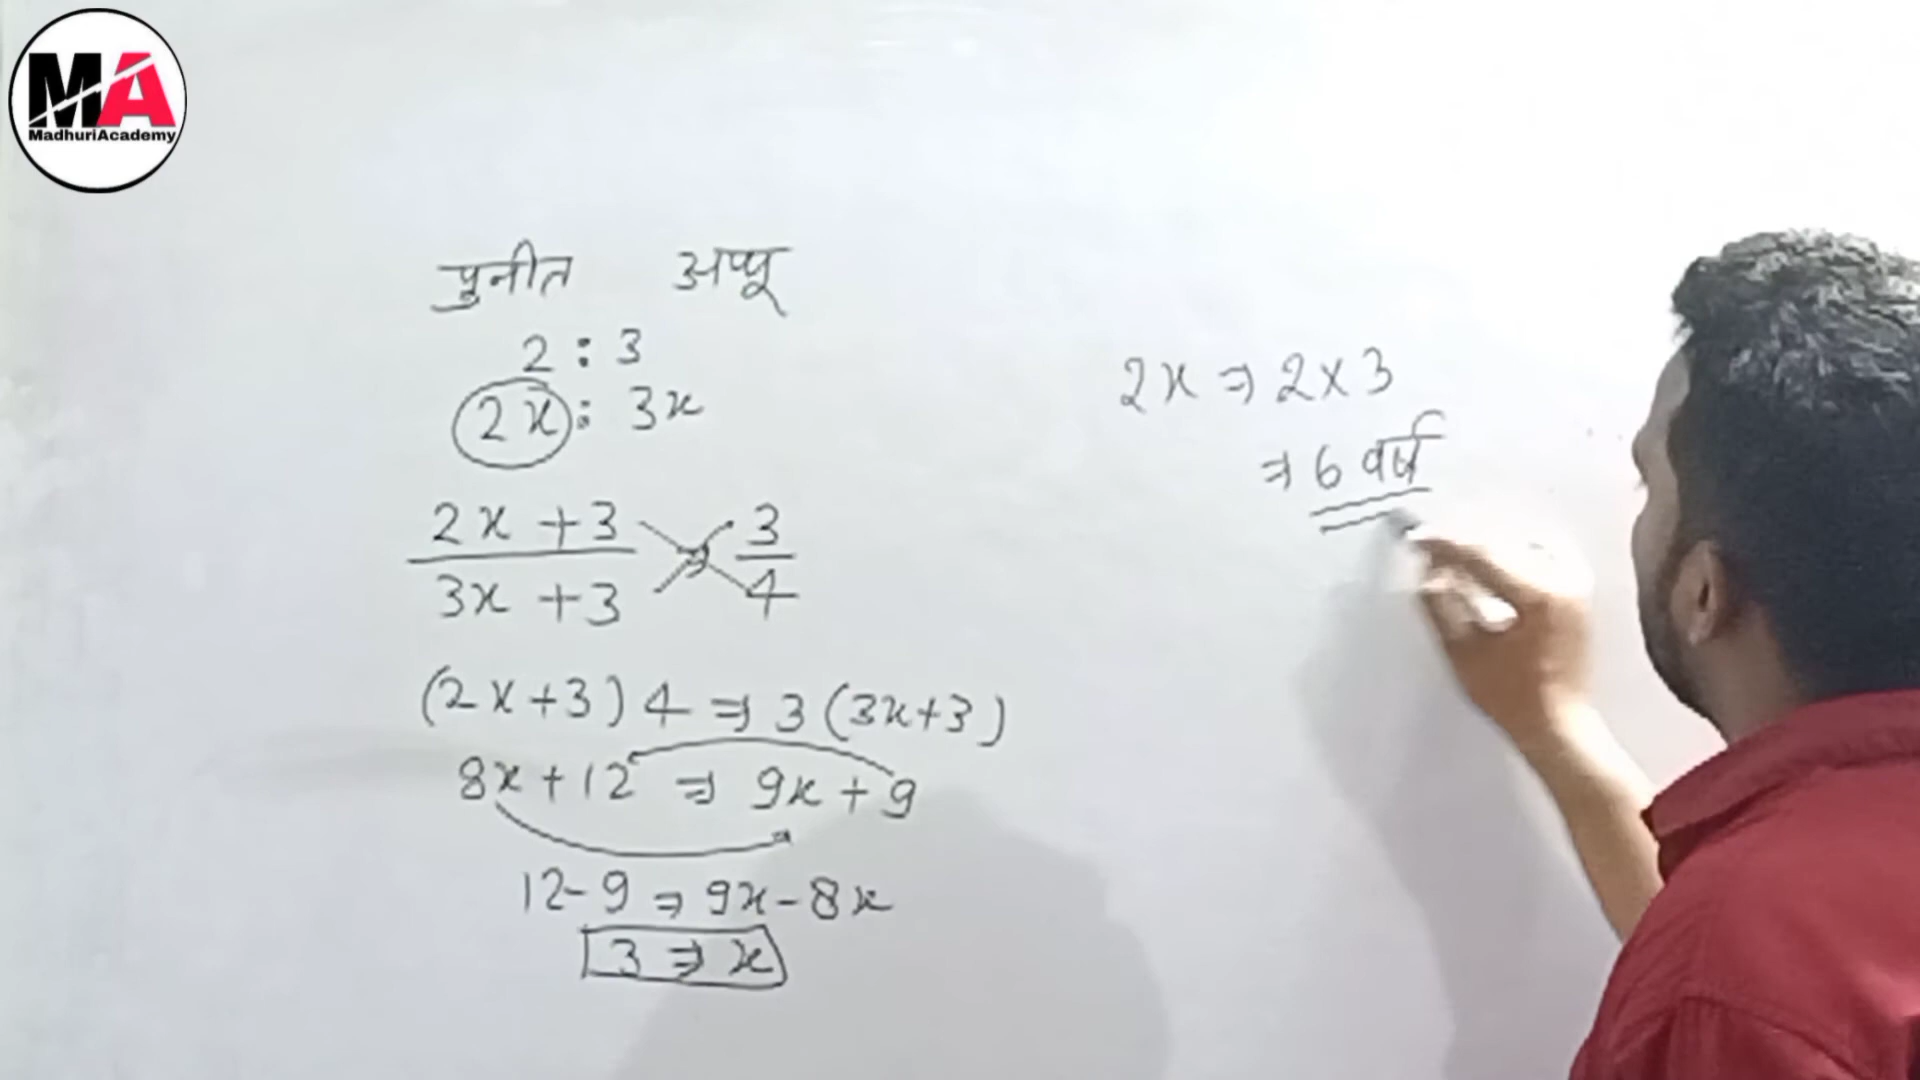 MA
MadhuriAcademy
पुनीत अप्पू
2 : 3
2x : 3x
2x + 3 / 3x + 3 ⇒ 3 / 4
(2x+3) 4 ⇒ 3 (3x+3)
8x + 12 ⇒ 9x + 9
12 - 9 ⇒ 9x - 8x
3 ⇒ x
2x ⇒ 2 x 3
⇒ 6 वर्ष